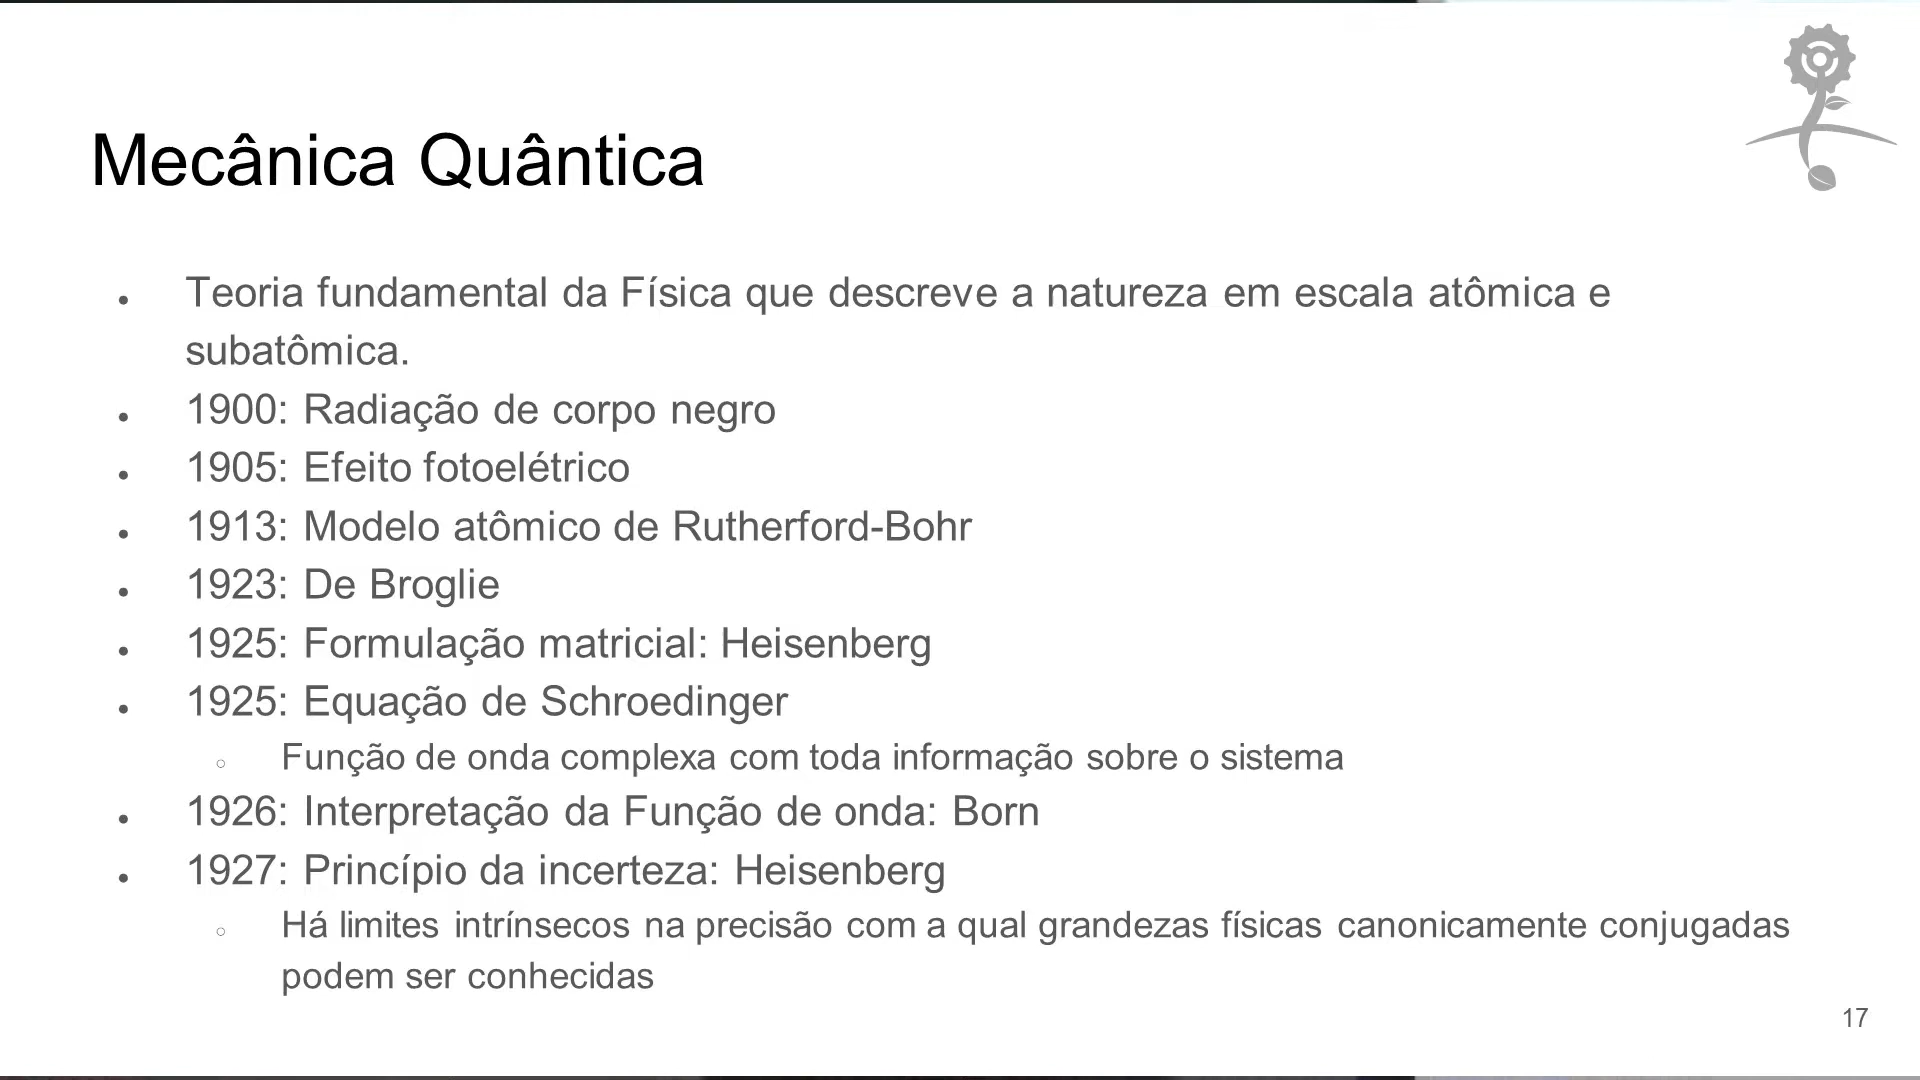 Mecânica Quântica
Teoria fundamental da Física que descreve a natureza em escala atômica e
subatômica.
1900: Radiação de corpo negro
1905: Efeito fotoelétrico
1913: Modelo atômico de Rutherford-Bohr
1923: De Broglie
1925: Formulação matricial: Heisenberg
1925: Equação de Schroedinger
Função de onda complexa com toda informação sobre o sistema
1926: Interpretação da Função de onda: Born
1927: Princípio da incerteza: Heisenberg
Há limites intrínsecos na precisão com a qual grandezas físicas canonicamente conjugadas
podem ser conhecidas
17